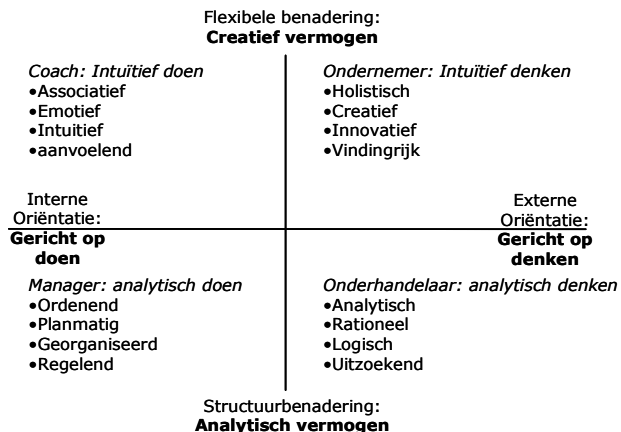 Flexibele benadering:
Creatief vermogen
Coach: Intuïtief doen
•Associatief
•Emotief
•Intuitief
•aanvoelend
Ondernemer: Intuïtief denken
•Holistisch
•Creatief
•Innovatief
•Vindingrijk
Interne
Oriëntatie:
Gericht op
doen
Externe
Oriëntatie:
Gericht op
denken
Manager: analytisch doen
•Ordenend
•Planmatig
•Georganiseerd
•Regelend
Onderhandelaar: analytisch denken
•Analytisch
•Rationeel
•Logisch
•Uitzoekend
Structuurbenadering:
Analytisch vermogen